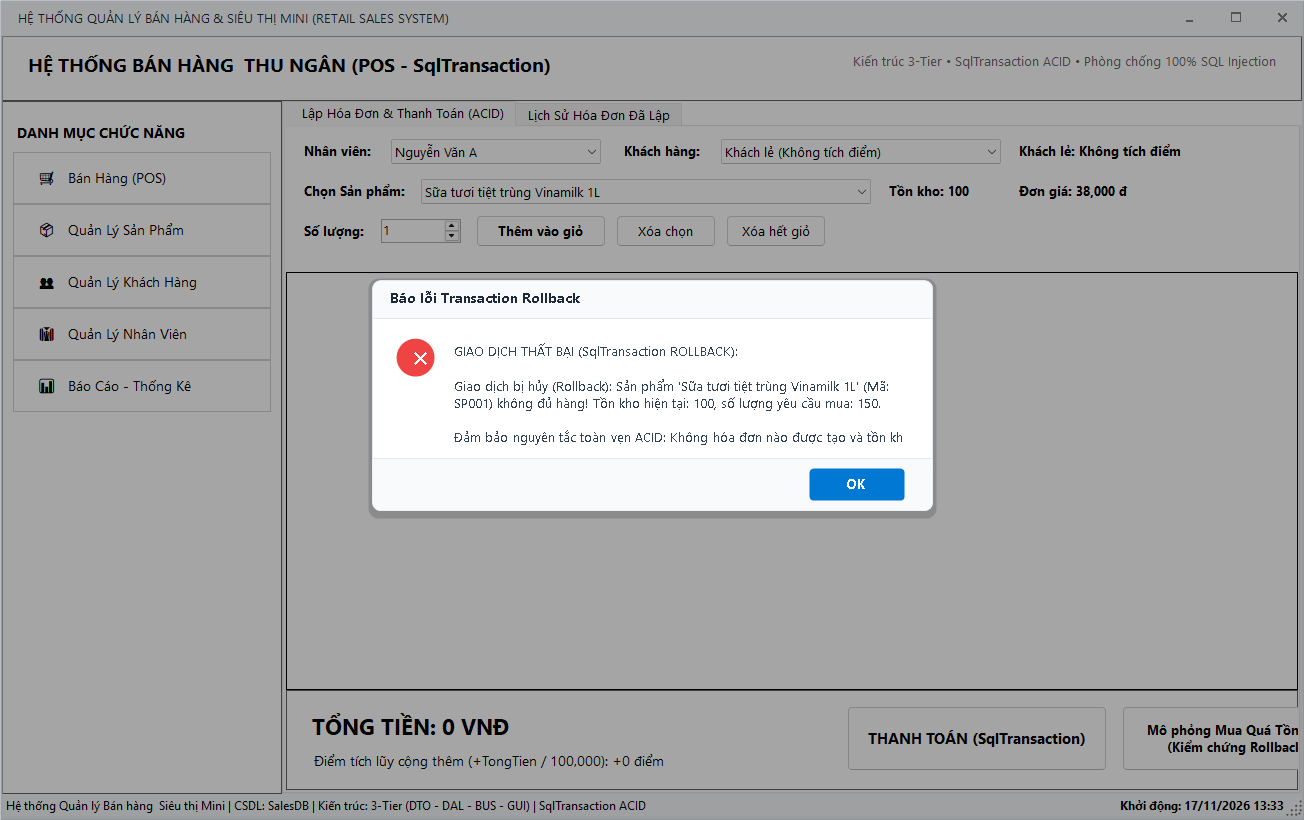 HỆ THỐNG QUẢN LÝ BÁN HÀNG & SIÊU THỊ MINI (RETAIL SALES SYSTEM)
HỆ THỐNG BÁN HÀNG  THU NGÂN (POS - SqlTransaction)
Kiến trúc 3-Tier • SqlTransaction ACID • Phòng chống 100% SQL Injection
DANH MỤC CHỨC NĂNG
Bán Hàng (POS)
Quản Lý Sản Phẩm
Quản Lý Khách Hàng
Quản Lý Nhân Viên
Báo Cáo - Thống Kê
Lập Hóa Đơn & Thanh Toán (ACID)
Lịch Sử Hóa Đơn Đã Lập
Nhân viên:
Nguyễn Văn A
Khách hàng:
Khách lẻ (Không tích điểm)
Khách lẻ: Không tích điểm
Chọn Sản phẩm:
Sữa tươi tiệt trùng Vinamilk 1L
Tồn kho: 100
Đơn giá: 38,000 đ
Số lượng:
1
Thêm vào giỏ
Xóa chọn
Xóa hết giỏ
Báo lỗi Transaction Rollback
GIAO DỊCH THẤT BẠI (SqlTransaction ROLLBACK):
Giao dịch bị hủy (Rollback): Sản phẩm 'Sữa tươi tiệt trùng Vinamilk 1L' (Mã:
SP001) không đủ hàng! Tồn kho hiện tại: 100, số lượng yêu cầu mua: 150.
Đảm bảo nguyên tắc toàn vẹn ACID: Không hóa đơn nào được tạo và tồn kh
OK
TỔNG TIỀN: 0 VNĐ
Điểm tích lũy cộng thêm (+TongTien / 100,000): +0 điểm
THANH TOÁN (SqlTransaction)
Mô phỏng Mua Quá Tồn
(Kiểm chứng Rollbac
Hệ thống Quản lý Bán hàng  Siêu thị Mini | CSDL: SalesDB | Kiến trúc: 3-Tier (DTO - DAL - BUS - GUI) | SqlTransaction ACID
Khởi động: 17/11/2026 13:33